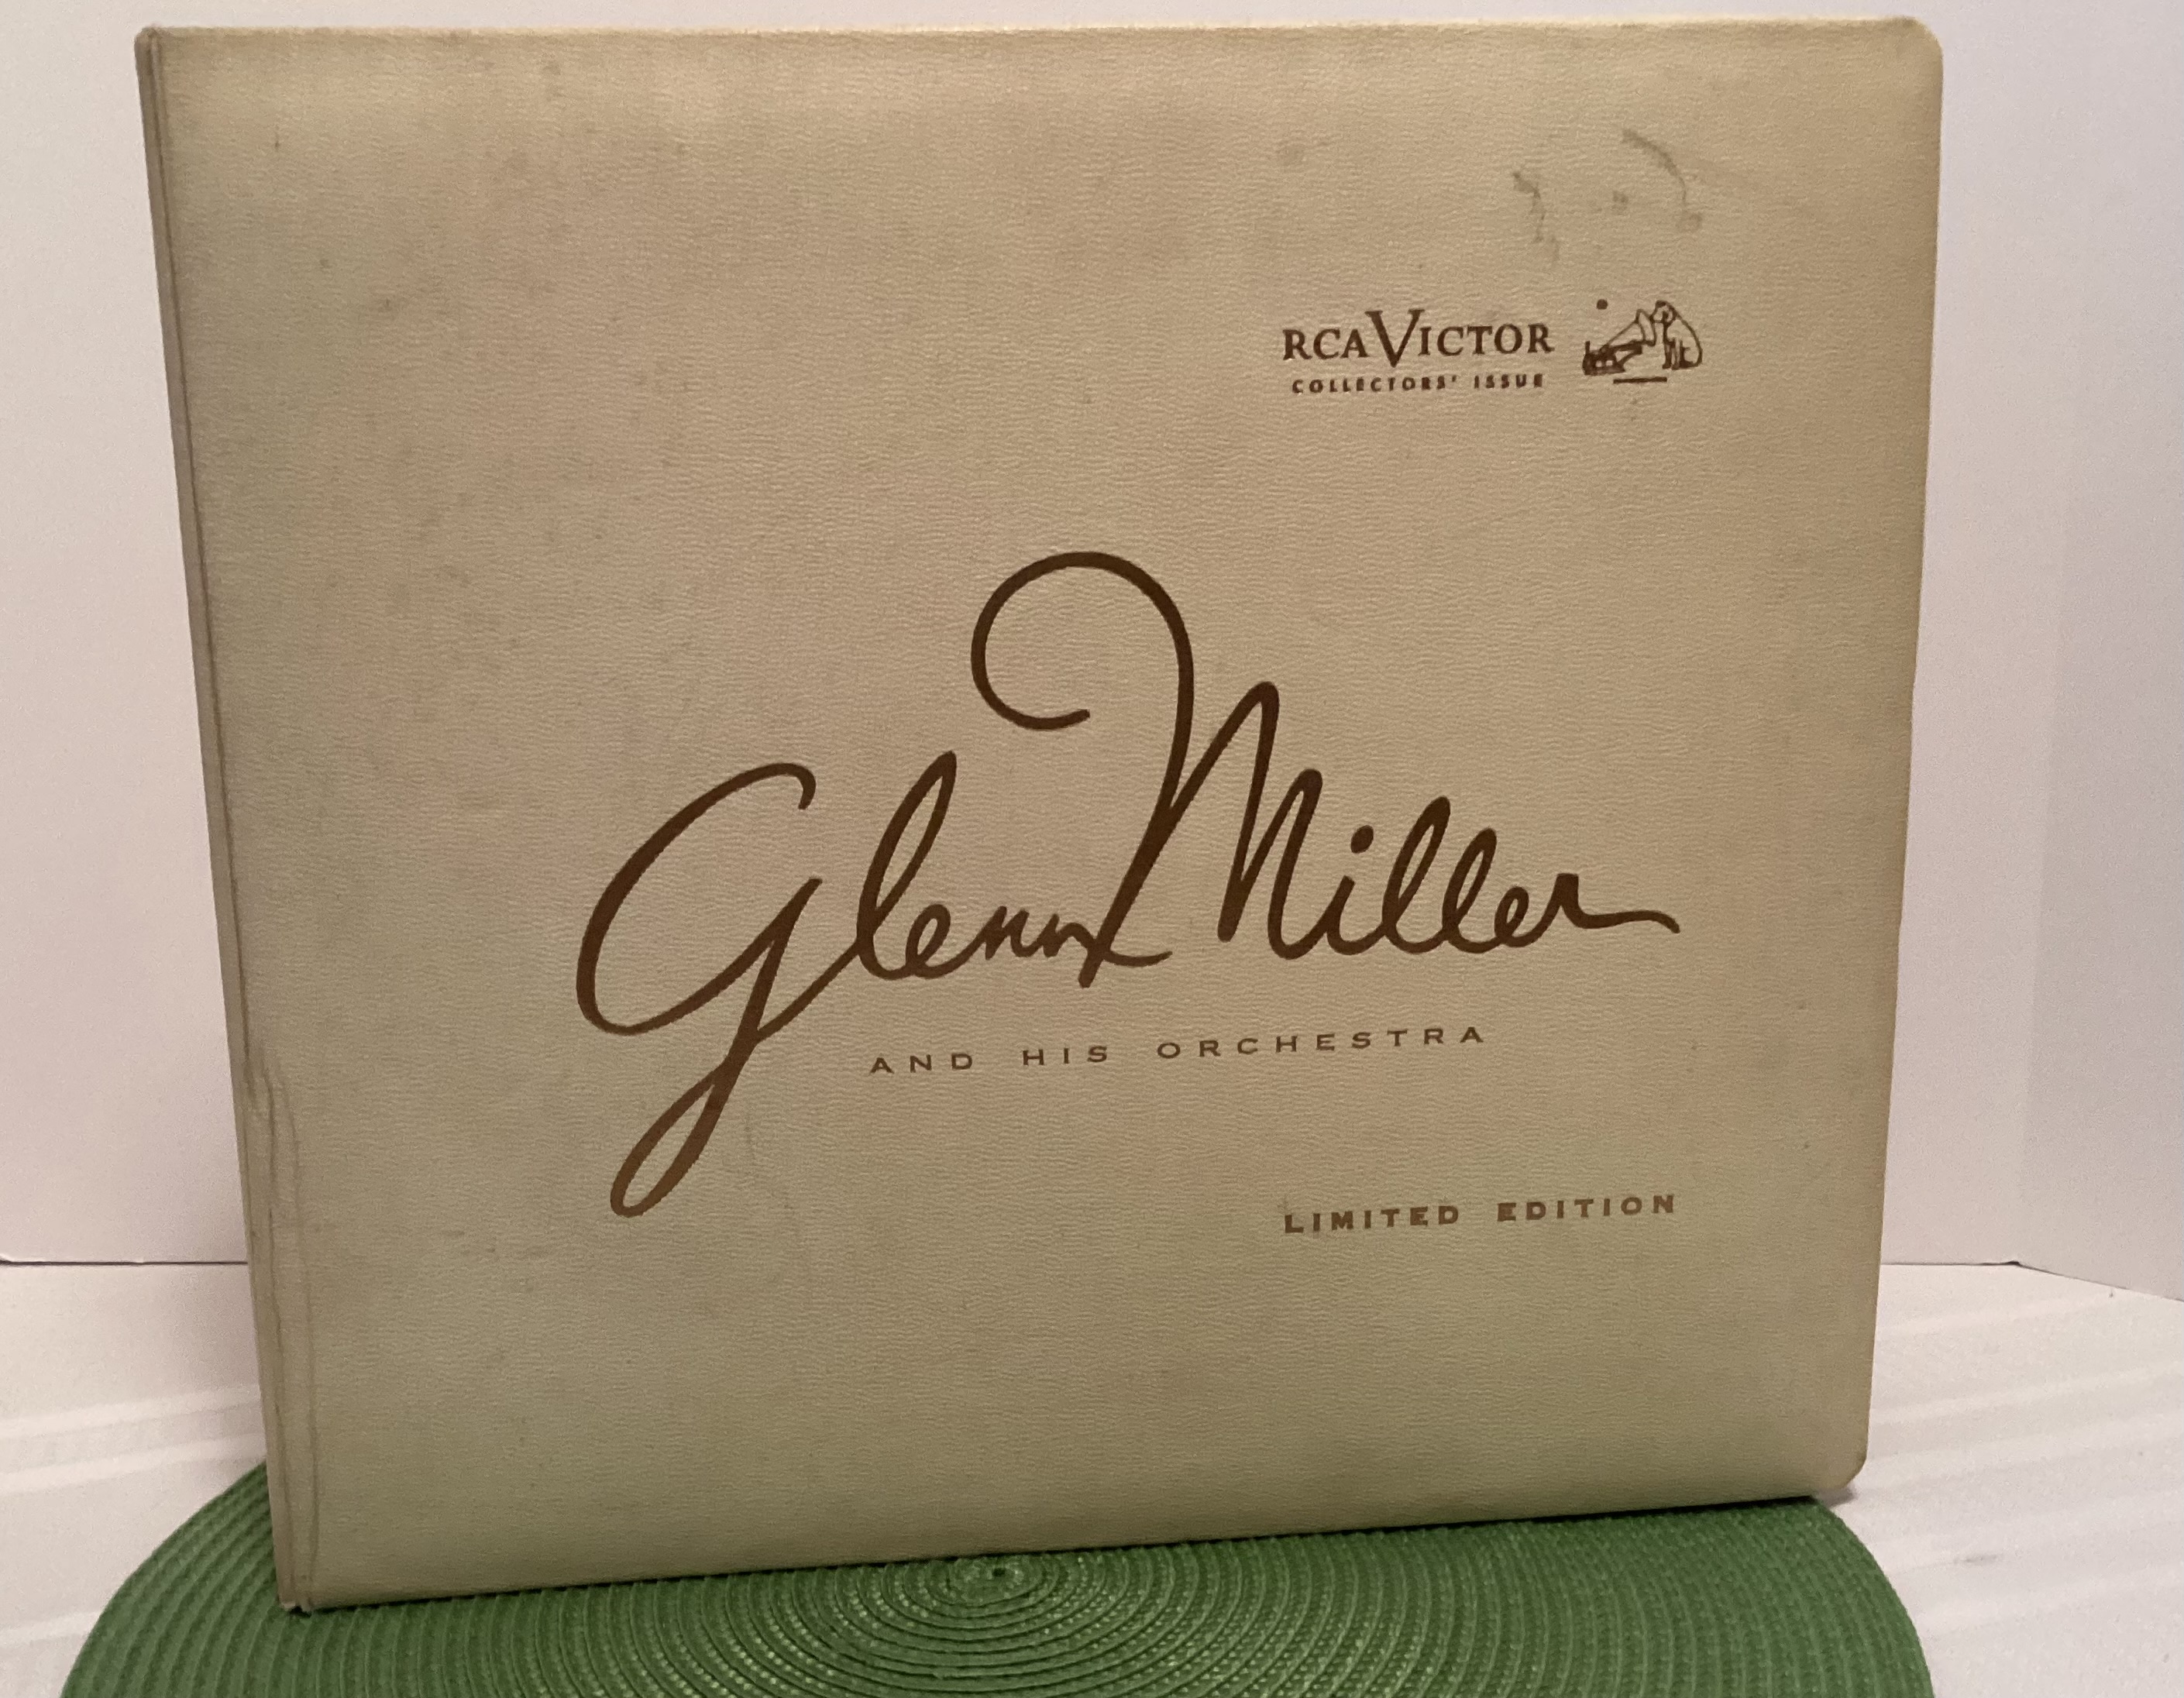 RCA VICTOR
COLLECTORS' ISSUE
Glenn Miller
AND HIS ORCHESTRA
LIMITED EDITION